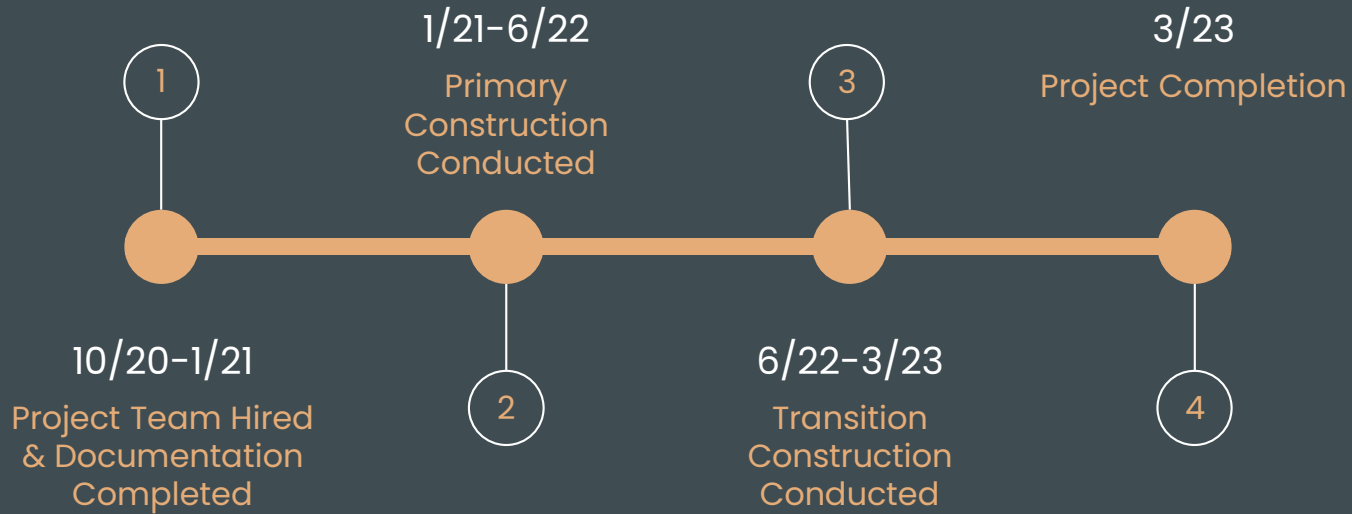 1
10/20-1/21
Project Team Hired
& Documentation
Completed
1/21-6/22
Primary
Construction
Conducted
2
3
6/22-3/23
Transition
Construction
Conducted
3/23
Project Completion
4